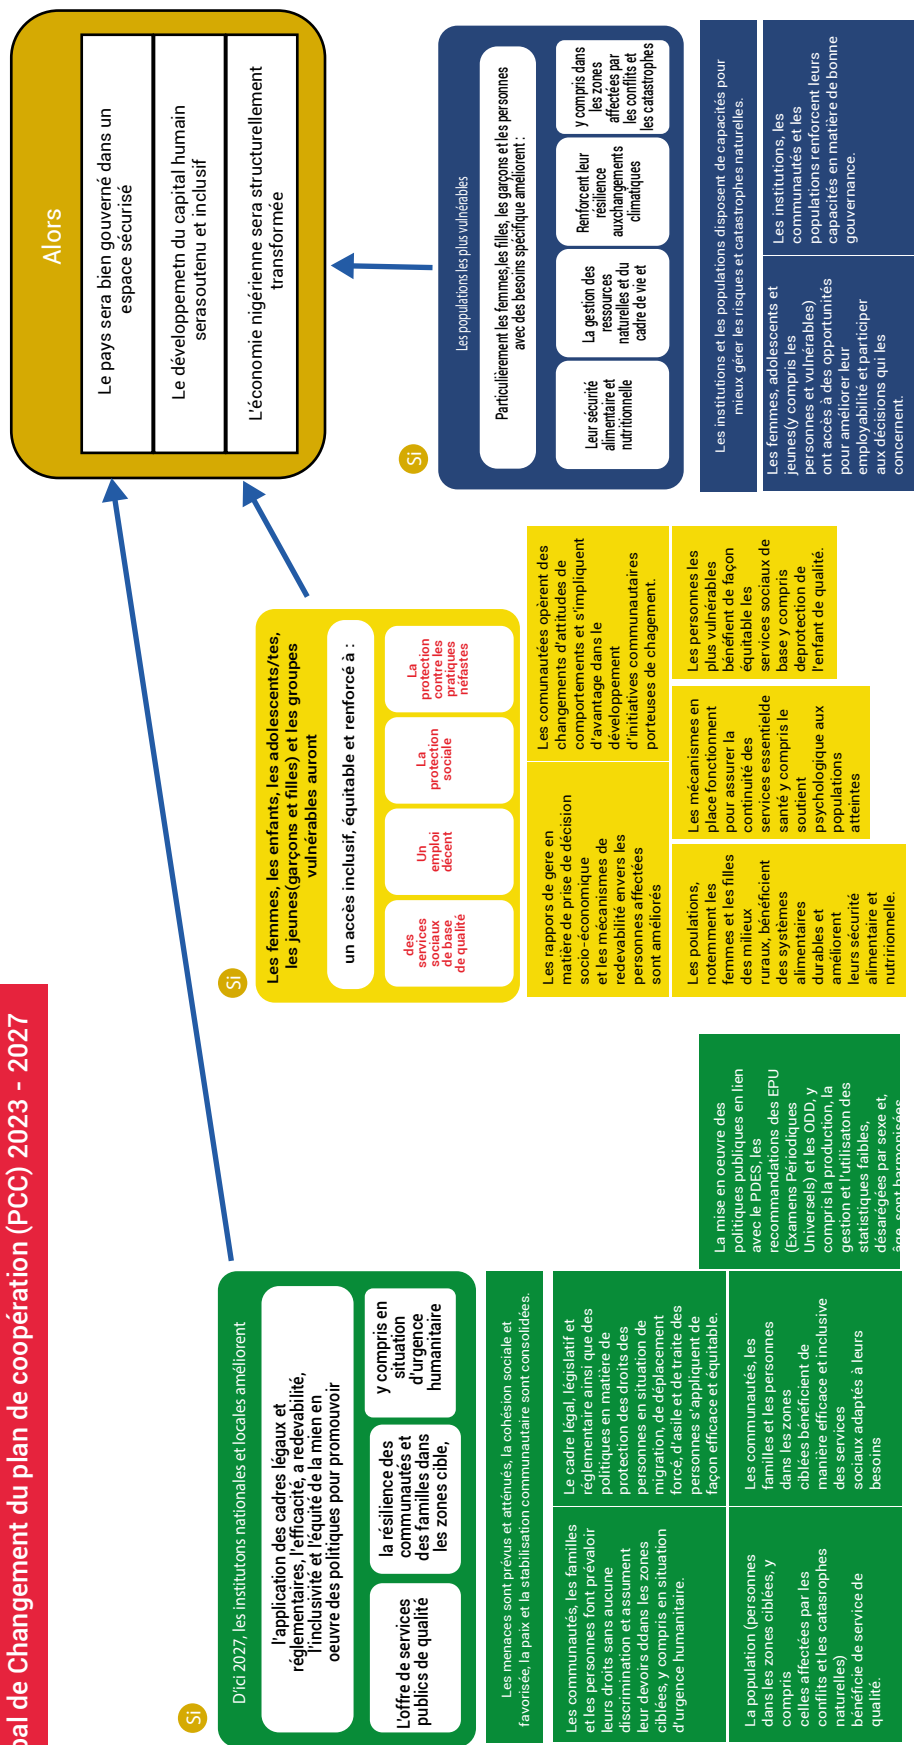 bal de Changement du plan de coopération (PCC) 2023 - 2027
Alors
Le pays sera bien gouverné dans un
espace sécurisé
Le développemetn du capital humain
serasoutenu et inclusif
L'économie nigérienne sera structurellement
transformée
Si
D'ici 2027, les institutons nationales et locales améliorent
l'application des cadres légaux et
réglementaires, l'efficacité, a redevabilité,
l'inclusivité et l'équité de la mien en
oeuvre des politiques pour promouvoir
L'offre de services
publics de qualité
la résilience des
communautés et
des familles dans
les zones cible,
y compris en
situation
d'urgence
humanitaire
Les menaces sont prévus et atténués, la cohésion sociale et
favorisée, la paix et la stabilisation communautaire sont consolidées.
Les communautés, les familles
et les personnes font prévaloir
leurs droits sans aucune
discrimination et assument
leur devoirs ddans les zones
ciblées, y compris en situation
d'urgence humanitaire.
Le cadre légal, législatif et
réglementaire ainsi que des
politiques en matière de
protection des droits des
personnes en situation de
migration, de déplacement
forcé, d'asile et de traite des
personnes s'appliquent de
façon efficace et équitable.
La population (personnes
dans les zones ciblées, y
compris
celles affectées par les
conflits et les catasrophes
naturelles)
bénéficie de service de
qualité.
Les communautés, les
familles et les personnes
dans les zones
ciblées bénéficient de
manière efficace et inclusive
des services
sociaux adaptés à leurs
besoins
La mise en oeuvre des
politiques publiques en lien
avec le PDES, les
recommandations des EPU
(Examens Périodiques
Universels) et les ODD, y
compris la production, la
gestion et l'utilisaton des
statistiques faibles,
désarégées par sexe et,
âge, sont harmonisées
Si
Les femmes, les enfants, les adolescents/tes,
les jeunes(garçons et filles) et les groupes
vulnérables auront
un accès inclusif, équitable et renforcé à :
des
services
sociaux
de base
de qualité
Un
emploi
décent
La
protection
sociale
La
protection
contre les
pratiques
néfastes
Les rappors de gere en
matière de prise de décision
socio-économique
et les mécanismes de
redevabilité envers les
personnes affectées
sont améliorés
Les comunautées opèrent des
changements d'attitudes de
comportements et s'impliquent
d'avantage dans le
développement
d'initiatives communautaires
porteuses de chagement.
Les poulations,
notemment les
femmes et les filles
des milieux
ruraux, bénéficient
des systèmes
alimentaires
durables et
améliorent
leurs sécurité
alimentaire et
nutririonnelle.
Les mécanismes en
place fonctionnent
pour assurer la
continuité des
services essentielde
santé y compris le
soutient
psychologique aux
populations
atteintes
Les personnes les
plus vulnérables
bénéfient de façon
équitable les
services sociaux de
base y compris
deprotection de
l'enfant de qualité.
Si
Les populations les plus vulnérables
Particulièrement les femmes,les filles, les garçons et les personnes
avec des besoins spécifique améliorent :
Leur sécurité
alimentaire et
nutritionnelle
La gestion des
ressources
naturelles et du
cadre de vie et
Renforcent leur
résilience
auxchangements
climatiques
y compris dans
les zones
affectées par
les conflits et
les catastrophes
Les institutions et les populations disposent de capacités pour
mieux gérer les risques et catastrophes naturelles.
Les femmes, adolescents et
jeunes(y compris les
personnes et vulnérables)
ont accès à des opportunités
pour améliorer leur
employabilité et participer
aux décisions qui les
concernent.
Les institutions, les
communautés et les
populations renforcent leurs
capacités en matière de bonne
gouvernance.